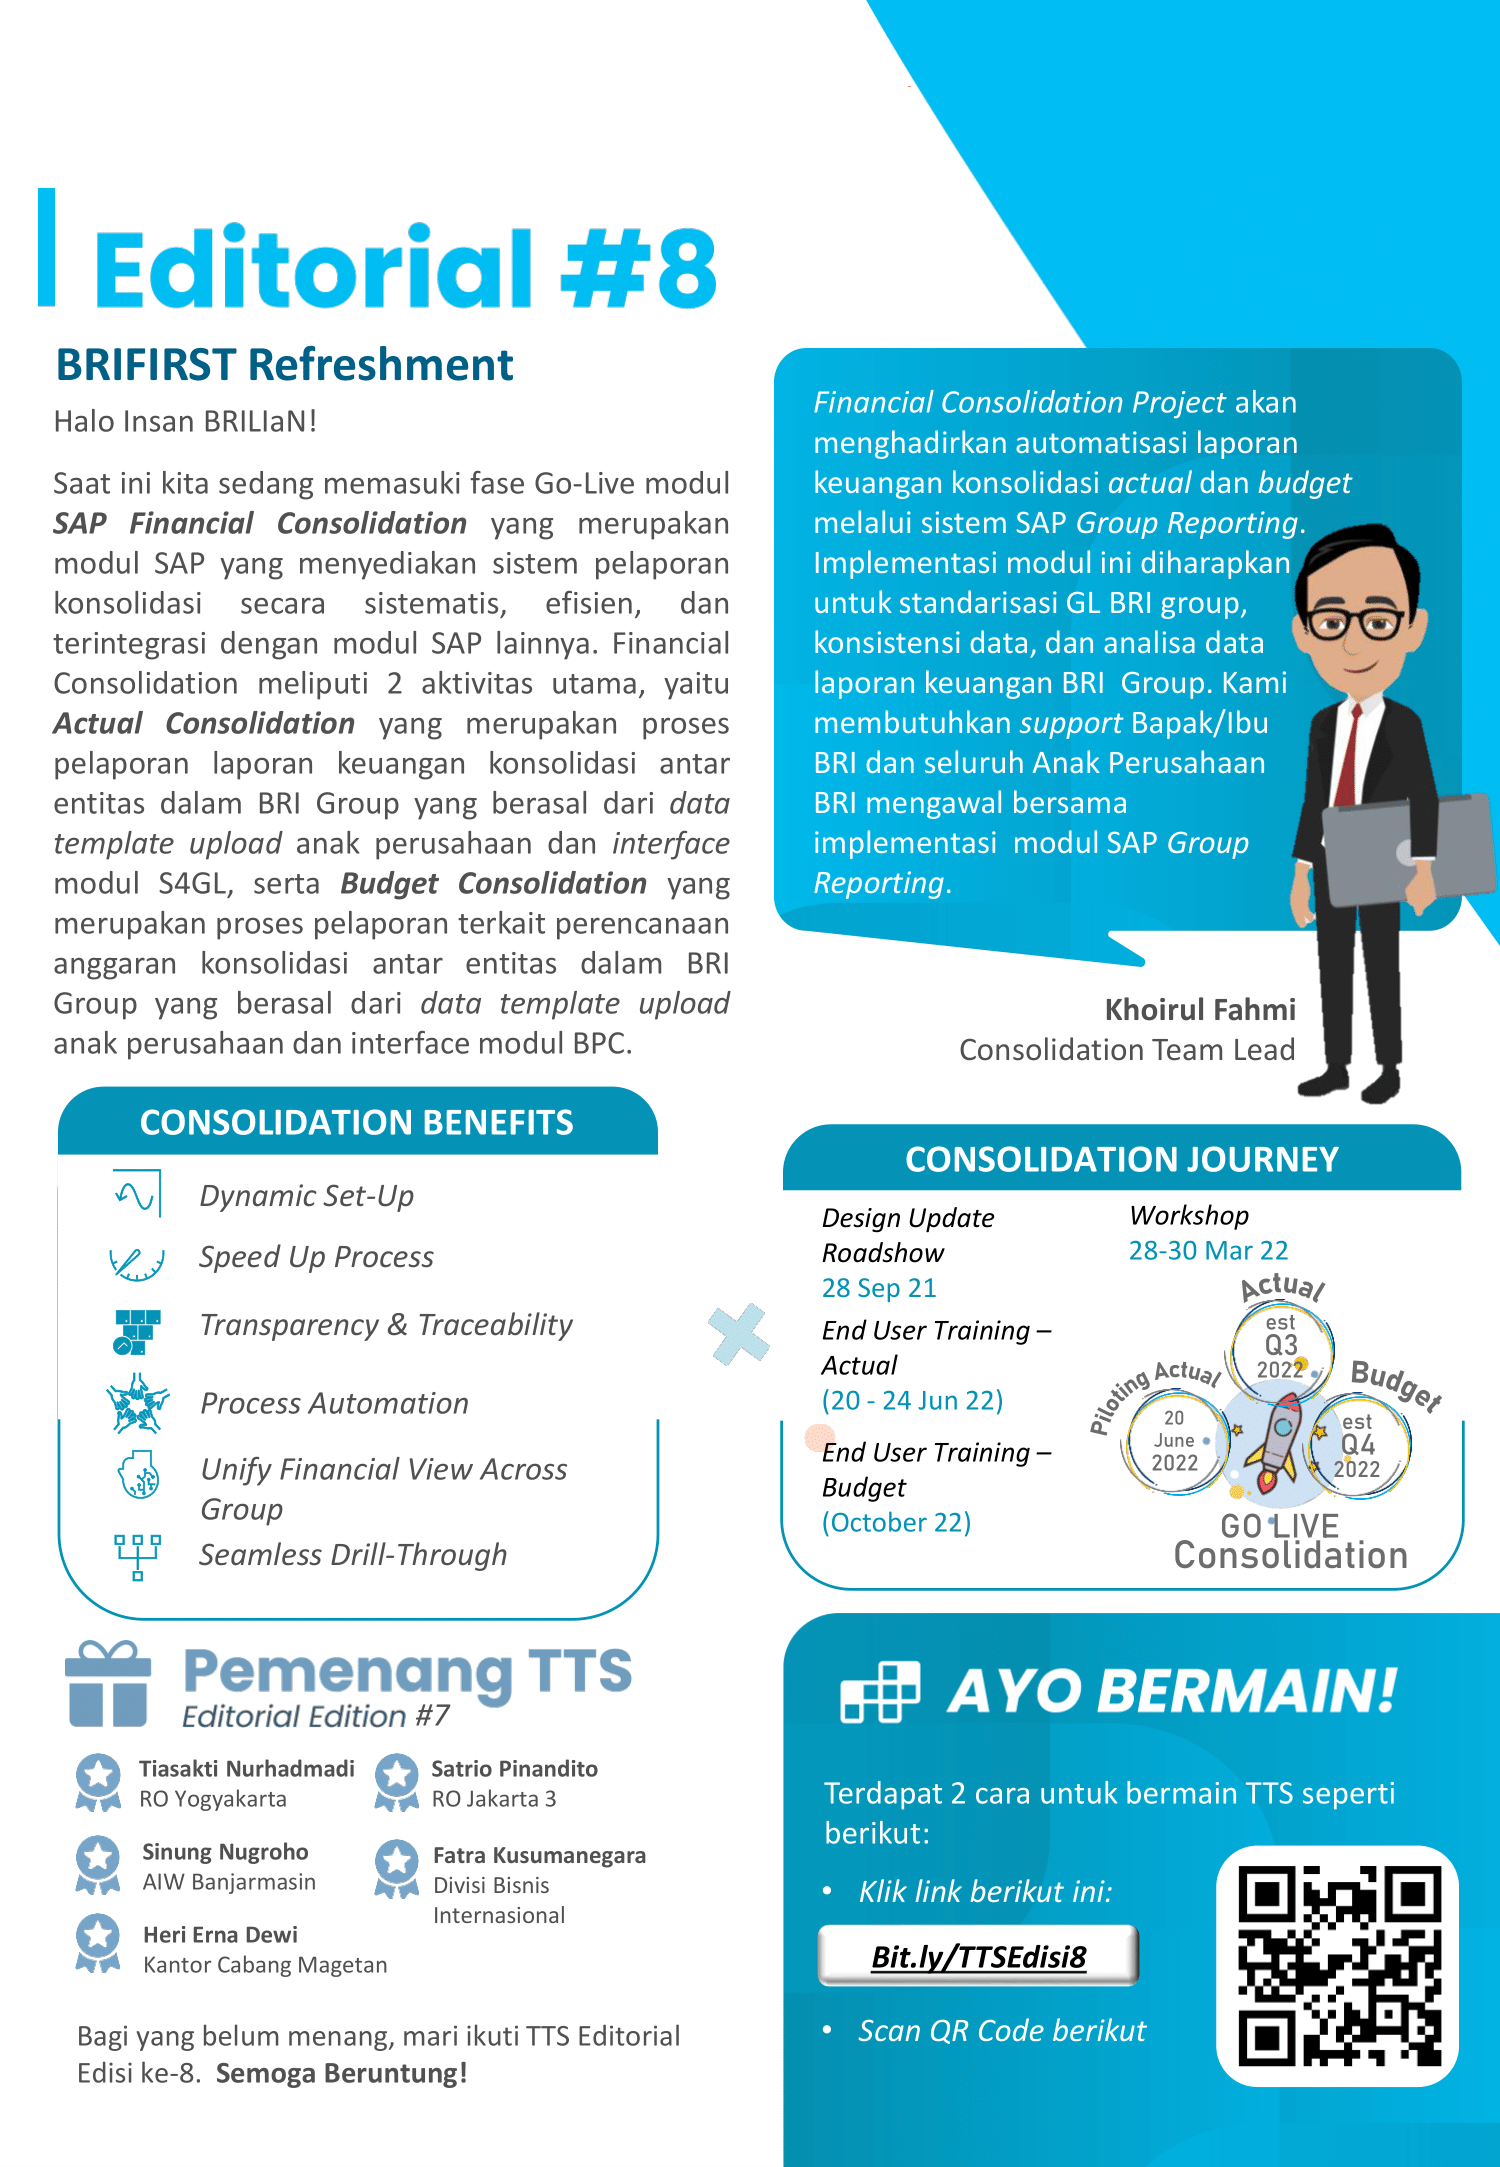 Editorial #8
BRIFIRST Refreshment
Halo Insan BRILIaN!
Saat ini kita sedang memasuki fase Go-Live modul
SAP Financial Consolidation yang merupakan
modul SAP yang menyediakan sistem pelaporan
konsolidasi secara sistematis, efisien, dan
terintegrasi dengan modul SAP lainnya. Financial
Consolidation meliputi 2 aktivitas utama, yaitu
Actual Consolidation yang merupakan proses
pelaporan laporan keuangan konsolidasi antar
entitas dalam BRI Group yang berasal dari data
template upload anak perusahaan dan interface
modul S4GL, serta Budget Consolidation yang
merupakan proses pelaporan terkait perencanaan
anggaran konsolidasi antar entitas dalam BRI
Group yang berasal dari data template upload
anak perusahaan dan interface modul BPC.
Financial Consolidation Project akan
menghadirkan automatisasi laporan
keuangan konsolidasi actual dan budget
melalui sistem SAP Group Reporting.
Implementasi modul ini diharapkan
untuk standarisasi GL BRI group,
konsistensi data, dan analisa data
laporan keuangan BRI Group. Kami
membutuhkan support Bapak/Ibu
BRI dan seluruh Anak Perusahaan
BRI mengawal bersama
implementasi modul SAP Group
Reporting.
Khoirul Fahmi
Consolidation Team Lead
CONSOLIDATION BENEFITS
Dynamic Set-Up
Speed Up Process
Transparency & Traceability
Process Automation
Unify Financial View Across
Group
Seamless Drill-Through
CONSOLIDATION JOURNEY
Design Update
Roadshow
28 Sep 21
End User Training –
Actual
(20 - 24 Jun 22)
End User Training –
Budget
(October 22)
Workshop
28-30 Mar 22
Actual
est
Q3
2022
Piloting Actual
20
June
2022
Budget
est
Q4
2022
GO LIVE
Consolidation
Pemenang TTS
Editorial Edition #7
Tiasakti Nurhadmadi
RO Yogyakarta
Satrio Pinandito
RO Jakarta 3
Sinung Nugroho
AIW Banjarmasin
Fatra Kusumanegara
Divisi Bisnis
Internasional
Heri Erna Dewi
Kantor Cabang Magetan
Bagi yang belum menang, mari ikuti TTS Editorial
Edisi ke-8. Semoga Beruntung!
AYO BERMAIN!
Terdapat 2 cara untuk bermain TTS seperti
berikut:
• Klik link berikut ini:
Bit.ly/TTSEdisi8
• Scan QR Code berikut